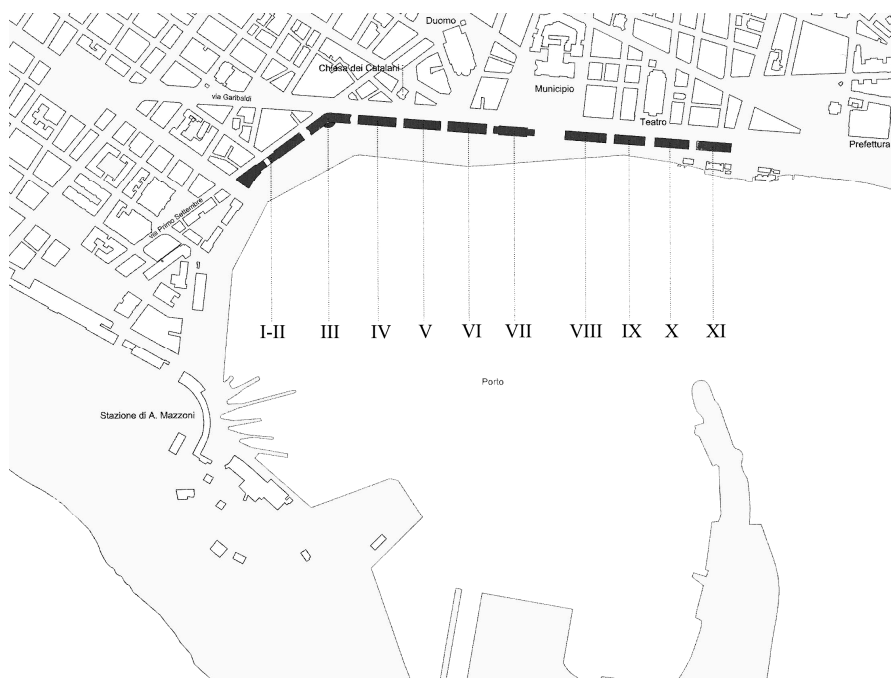 Duomo
Chiesa dei Catalani
Municipio
via Garibaldi
Teatro
Prefettura
via Primo Settembre
I-II III IV V VI VII VIII IX X XI
Porto
Stazione di A. Mazzoni